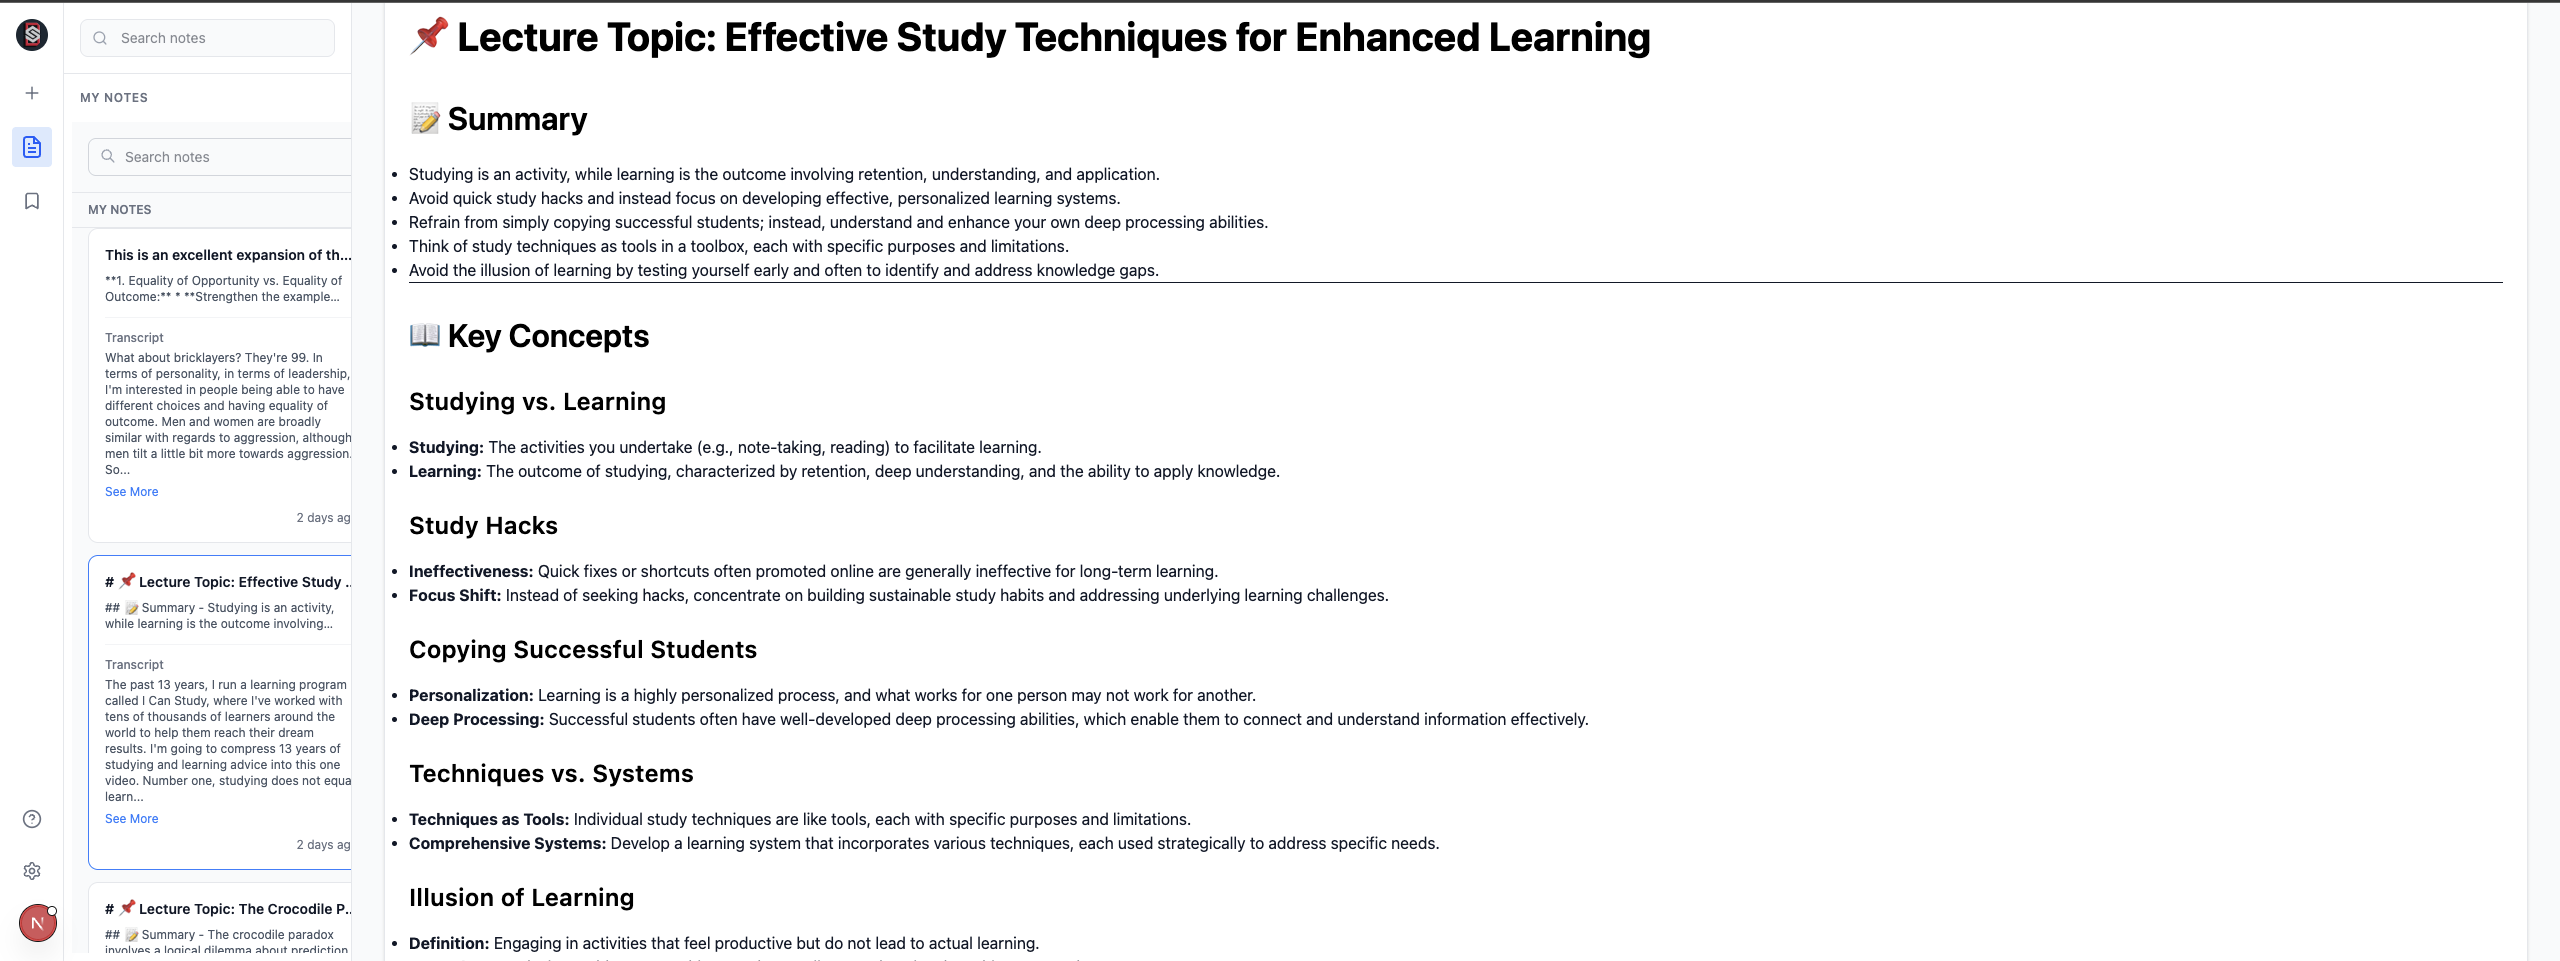 Search notes
MY NOTES
Search notes
MY NOTES
This is an excellent expansion of th...
**1. Equality of Opportunity vs. Equality of
Outcome:** * **Strengthen the example...
Transcript
What about bricklayers? They're 99. In
terms of personality, in terms of leadership,
I'm interested in people being able to have
different choices and having equality of
outcome. Men and women are broadly
similar with regards to aggression, although
men tilt a little bit more towards aggression.
So...
See More
2 days ag
# 📌 Lecture Topic: Effective Study ...
## 📝 Summary - Studying is an activity,
while learning is the outcome involving...
Transcript
The past 13 years, I run a learning program
called I Can Study, where I've worked with
tens of thousands of learners around the
world to help them reach their dream
results. I'm going to compress 13 years of
studying and learning advice into this one
video. Number one, studying does not equa
learn...
See More
2 days ag
# 📌 Lecture Topic: The Crocodile P...
## 📝 Summary - The crocodile paradox
involves a logical dilemma about prediction
N
📌 Lecture Topic: Effective Study Techniques for Enhanced Learning
📝 Summary
• Studying is an activity, while learning is the outcome involving retention, understanding, and application.
• Avoid quick study hacks and instead focus on developing effective, personalized learning systems.
• Refrain from simply copying successful students; instead, understand and enhance your own deep processing abilities.
• Think of study techniques as tools in a toolbox, each with specific purposes and limitations.
• Avoid the illusion of learning by testing yourself early and often to identify and address knowledge gaps.
📖 Key Concepts
Studying vs. Learning
• Studying: The activities you undertake (e.g., note-taking, reading) to facilitate learning.
• Learning: The outcome of studying, characterized by retention, deep understanding, and the ability to apply knowledge.
Study Hacks
• Ineffectiveness: Quick fixes or shortcuts often promoted online are generally ineffective for long-term learning.
• Focus Shift: Instead of seeking hacks, concentrate on building sustainable study habits and addressing underlying learning challenges.
Copying Successful Students
• Personalization: Learning is a highly personalized process, and what works for one person may not work for another.
• Deep Processing: Successful students often have well-developed deep processing abilities, which enable them to connect and understand information effectively.
Techniques vs. Systems
• Techniques as Tools: Individual study techniques are like tools, each with specific purposes and limitations.
• Comprehensive Systems: Develop a learning system that incorporates various techniques, each used strategically to address specific needs.
Illusion of Learning
• Definition: Engaging in activities that feel productive but do not lead to actual learning.